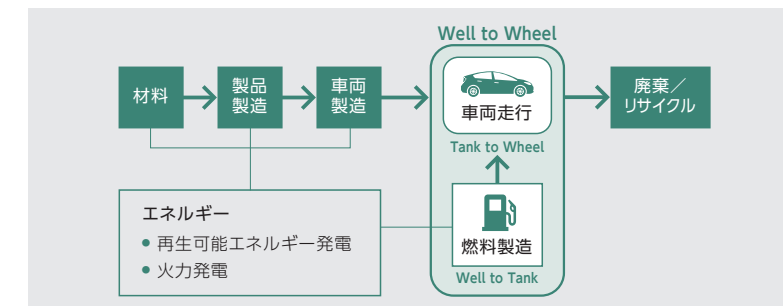 Well to Wheel
材料
製品
製造
車両
製造
車両走行
廃棄／
リサイクル
Tank to Wheel
エネルギー
● 再生可能エネルギー発電
● 火力発電
燃料製造
Well to Tank